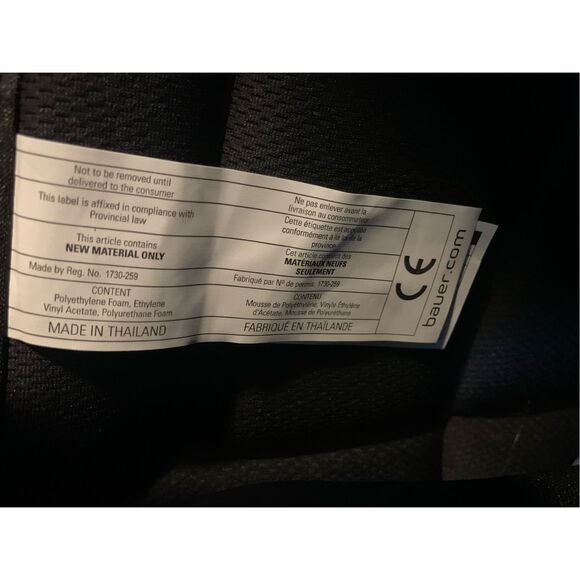 Not to be removed until
delivered to the consumer
This label is affixed in compliance with
Provincial law
This article contains
NEW MATERIAL ONLY
Made by Reg. No. 1730-259
CONTENT
Polyethylene Foam, Ethylene
Vinyl Acetate, Polyurethane Foam
MADE IN THAILAND
Ne pas enlever avant la
livraison au consommateur
Cette étiquette est apposée
conformément à la loi de la
province
Cet article contient des
MATÉRIAUX NEUFS
SEULEMENT
Fabriqué par Nº de permis 1730-259
CONTENU
Mousse de Polyéthylène, Vinyle Éthylène
d'Acétate, Mousse de Polyuréthane
FABRIQUÉ EN THAÏLANDE
CE
bauer.com